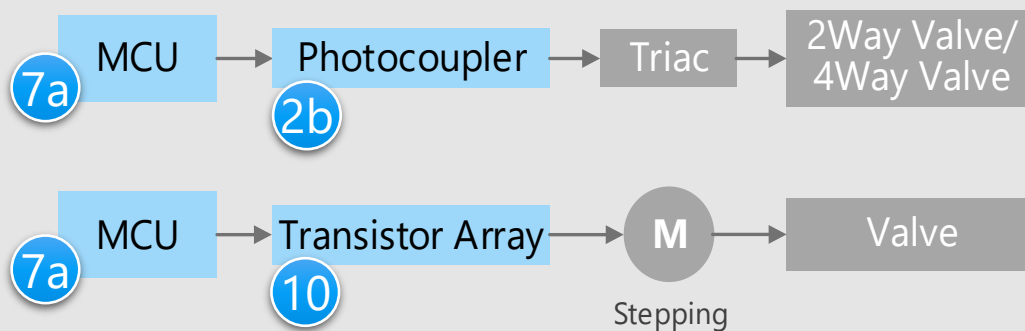 MCU
7a
Photocoupler
2b
Triac
2Way Valve/
4Way Valve
MCU
7a
Transistor Array
10
M
Stepping
Valve